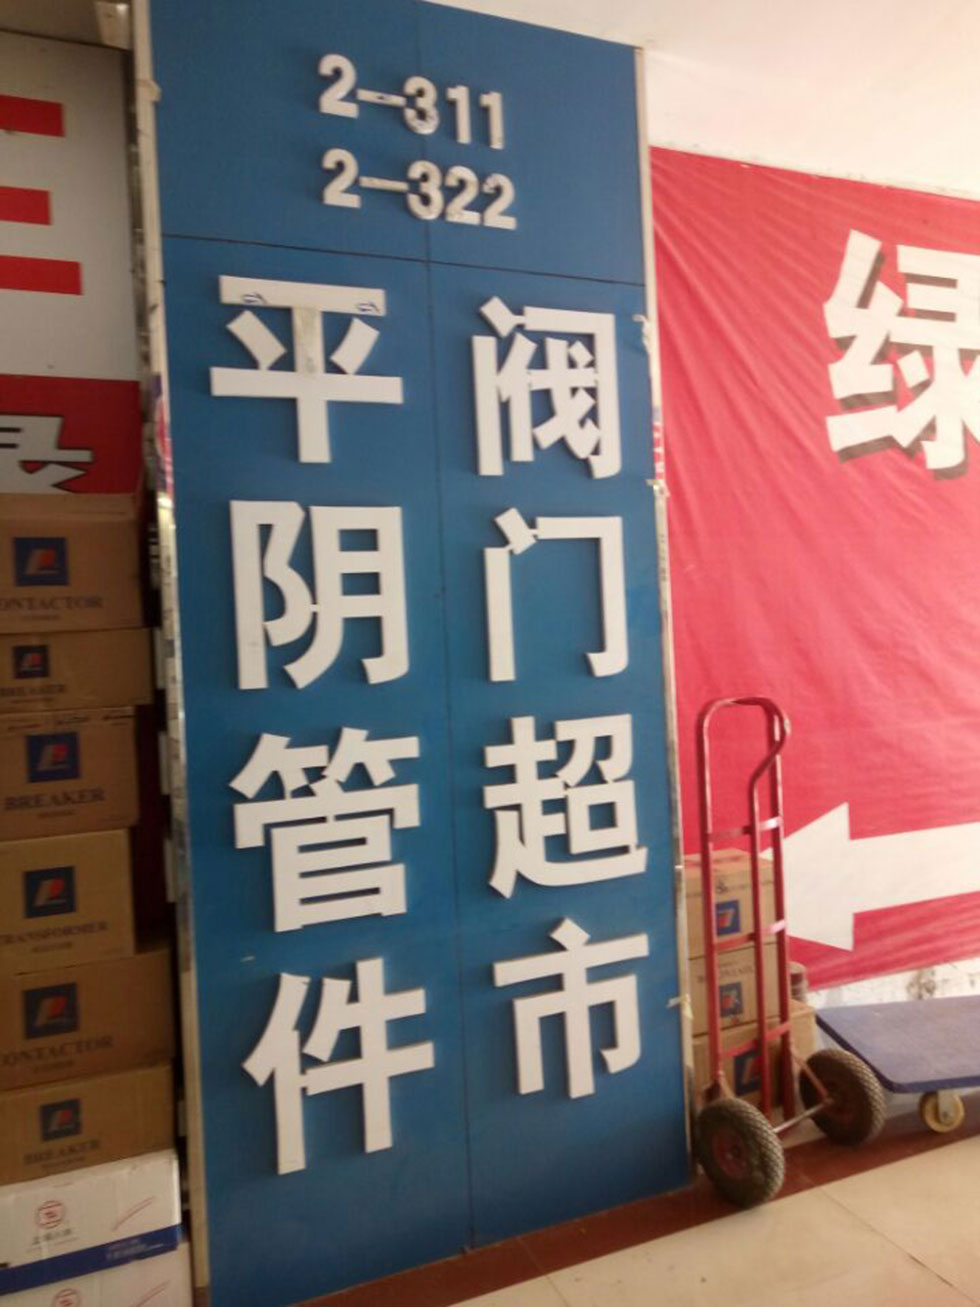 2-311
2-322
平阴管件
阀门超市
绿
CONTACTOR
BREAKER
BREAKER
TRANSFORMER
CONTACTOR
BREAKER